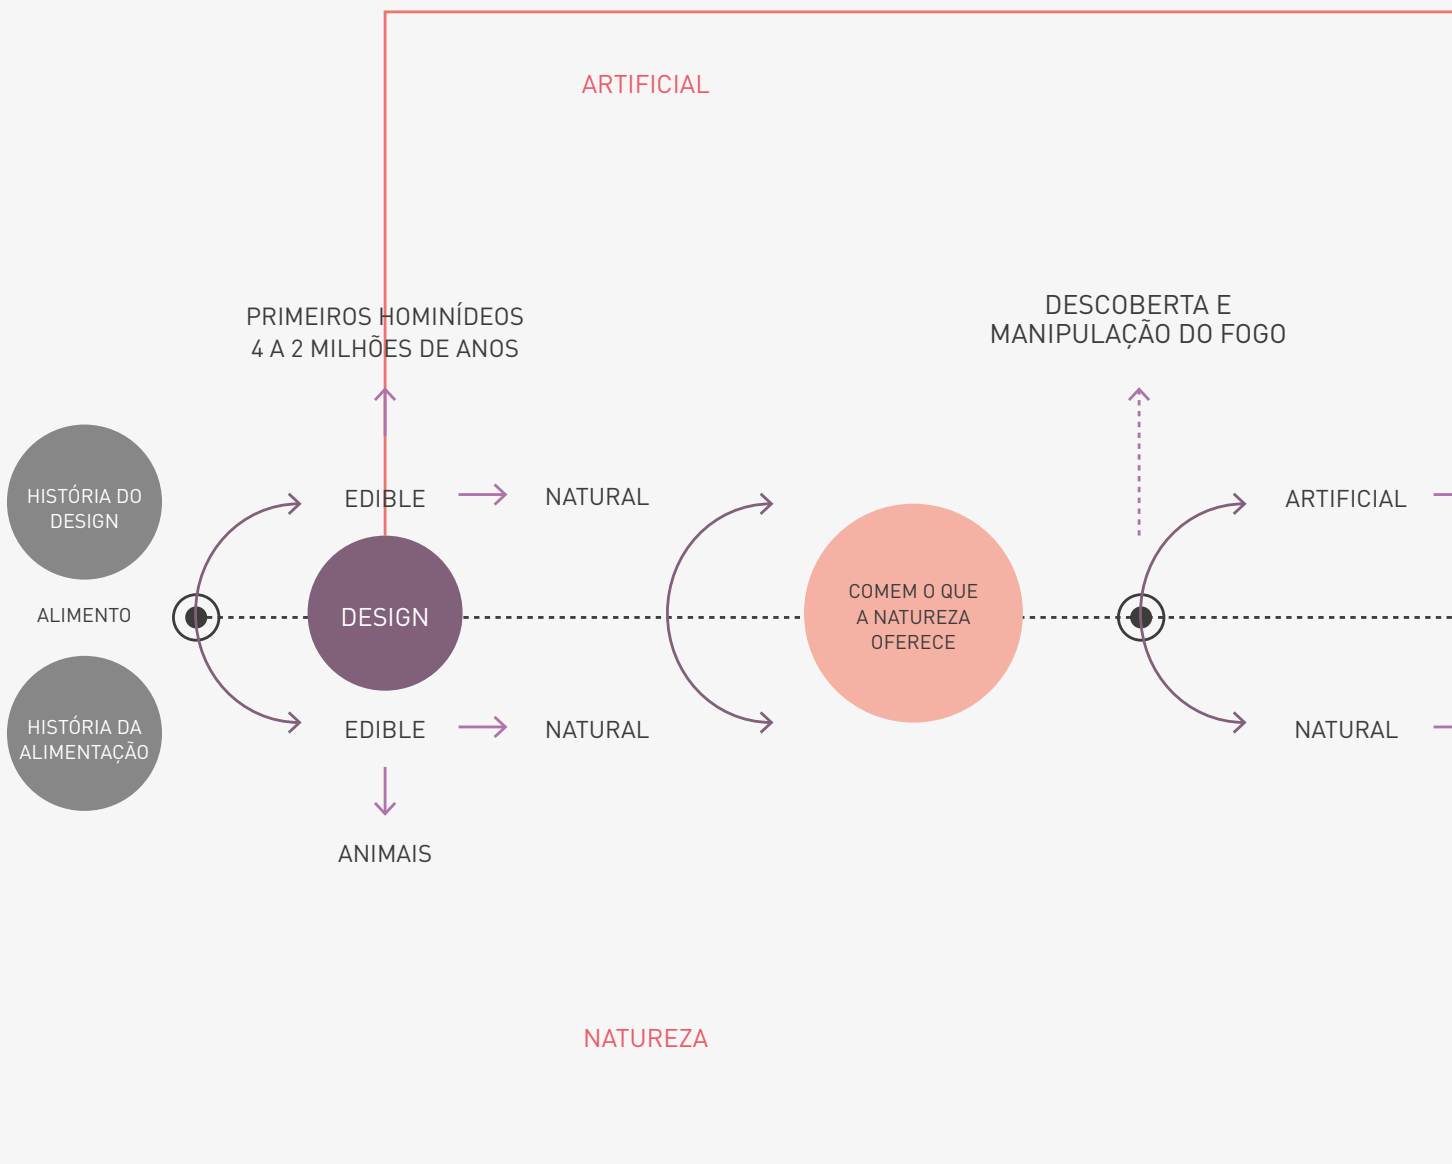 ARTIFICIAL
PRIMEIROS HOMINÍDEOS
4 A 2 MILHÕES DE ANOS
DESCOBERTA E
MANIPULAÇÃO DO FOGO
HISTÓRIA DO
DESIGN
EDIBLE
NATURAL
ARTIFICIAL
ALIMENTO
DESIGN
COMEM O QUE
A NATUREZA
OFERECE
HISTÓRIA DA
ALIMENTAÇÃO
EDIBLE
NATURAL
NATURAL
ANIMAIS
NATUREZA